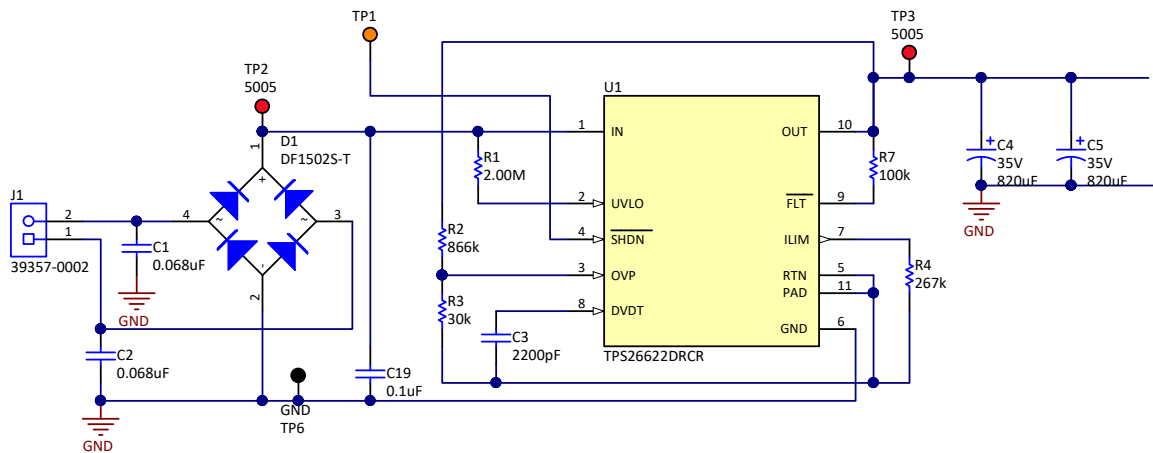 TP1
TP3
5005
TP2
5005
U1
D1
DF1502S-T
J1
39357-0002
2
1
4
3
1
2
+
~
~
-
C1
0.068uF
GND
C2
0.068uF
GND
GND
TP6
C19
0.1uF
R1
2.00M
R2
866k
R3
30k
C3
2200pF
1
IN
2
UVLO
4
SHDN
3
OVP
8
DVDT
OUT
10
FLT
9
ILIM
7
RTN
5
PAD
11
GND
6
TPS26622DRCR
R7
100k
R4
267k
+
C4
35V
820uF
+
C5
35V
820uF
GND